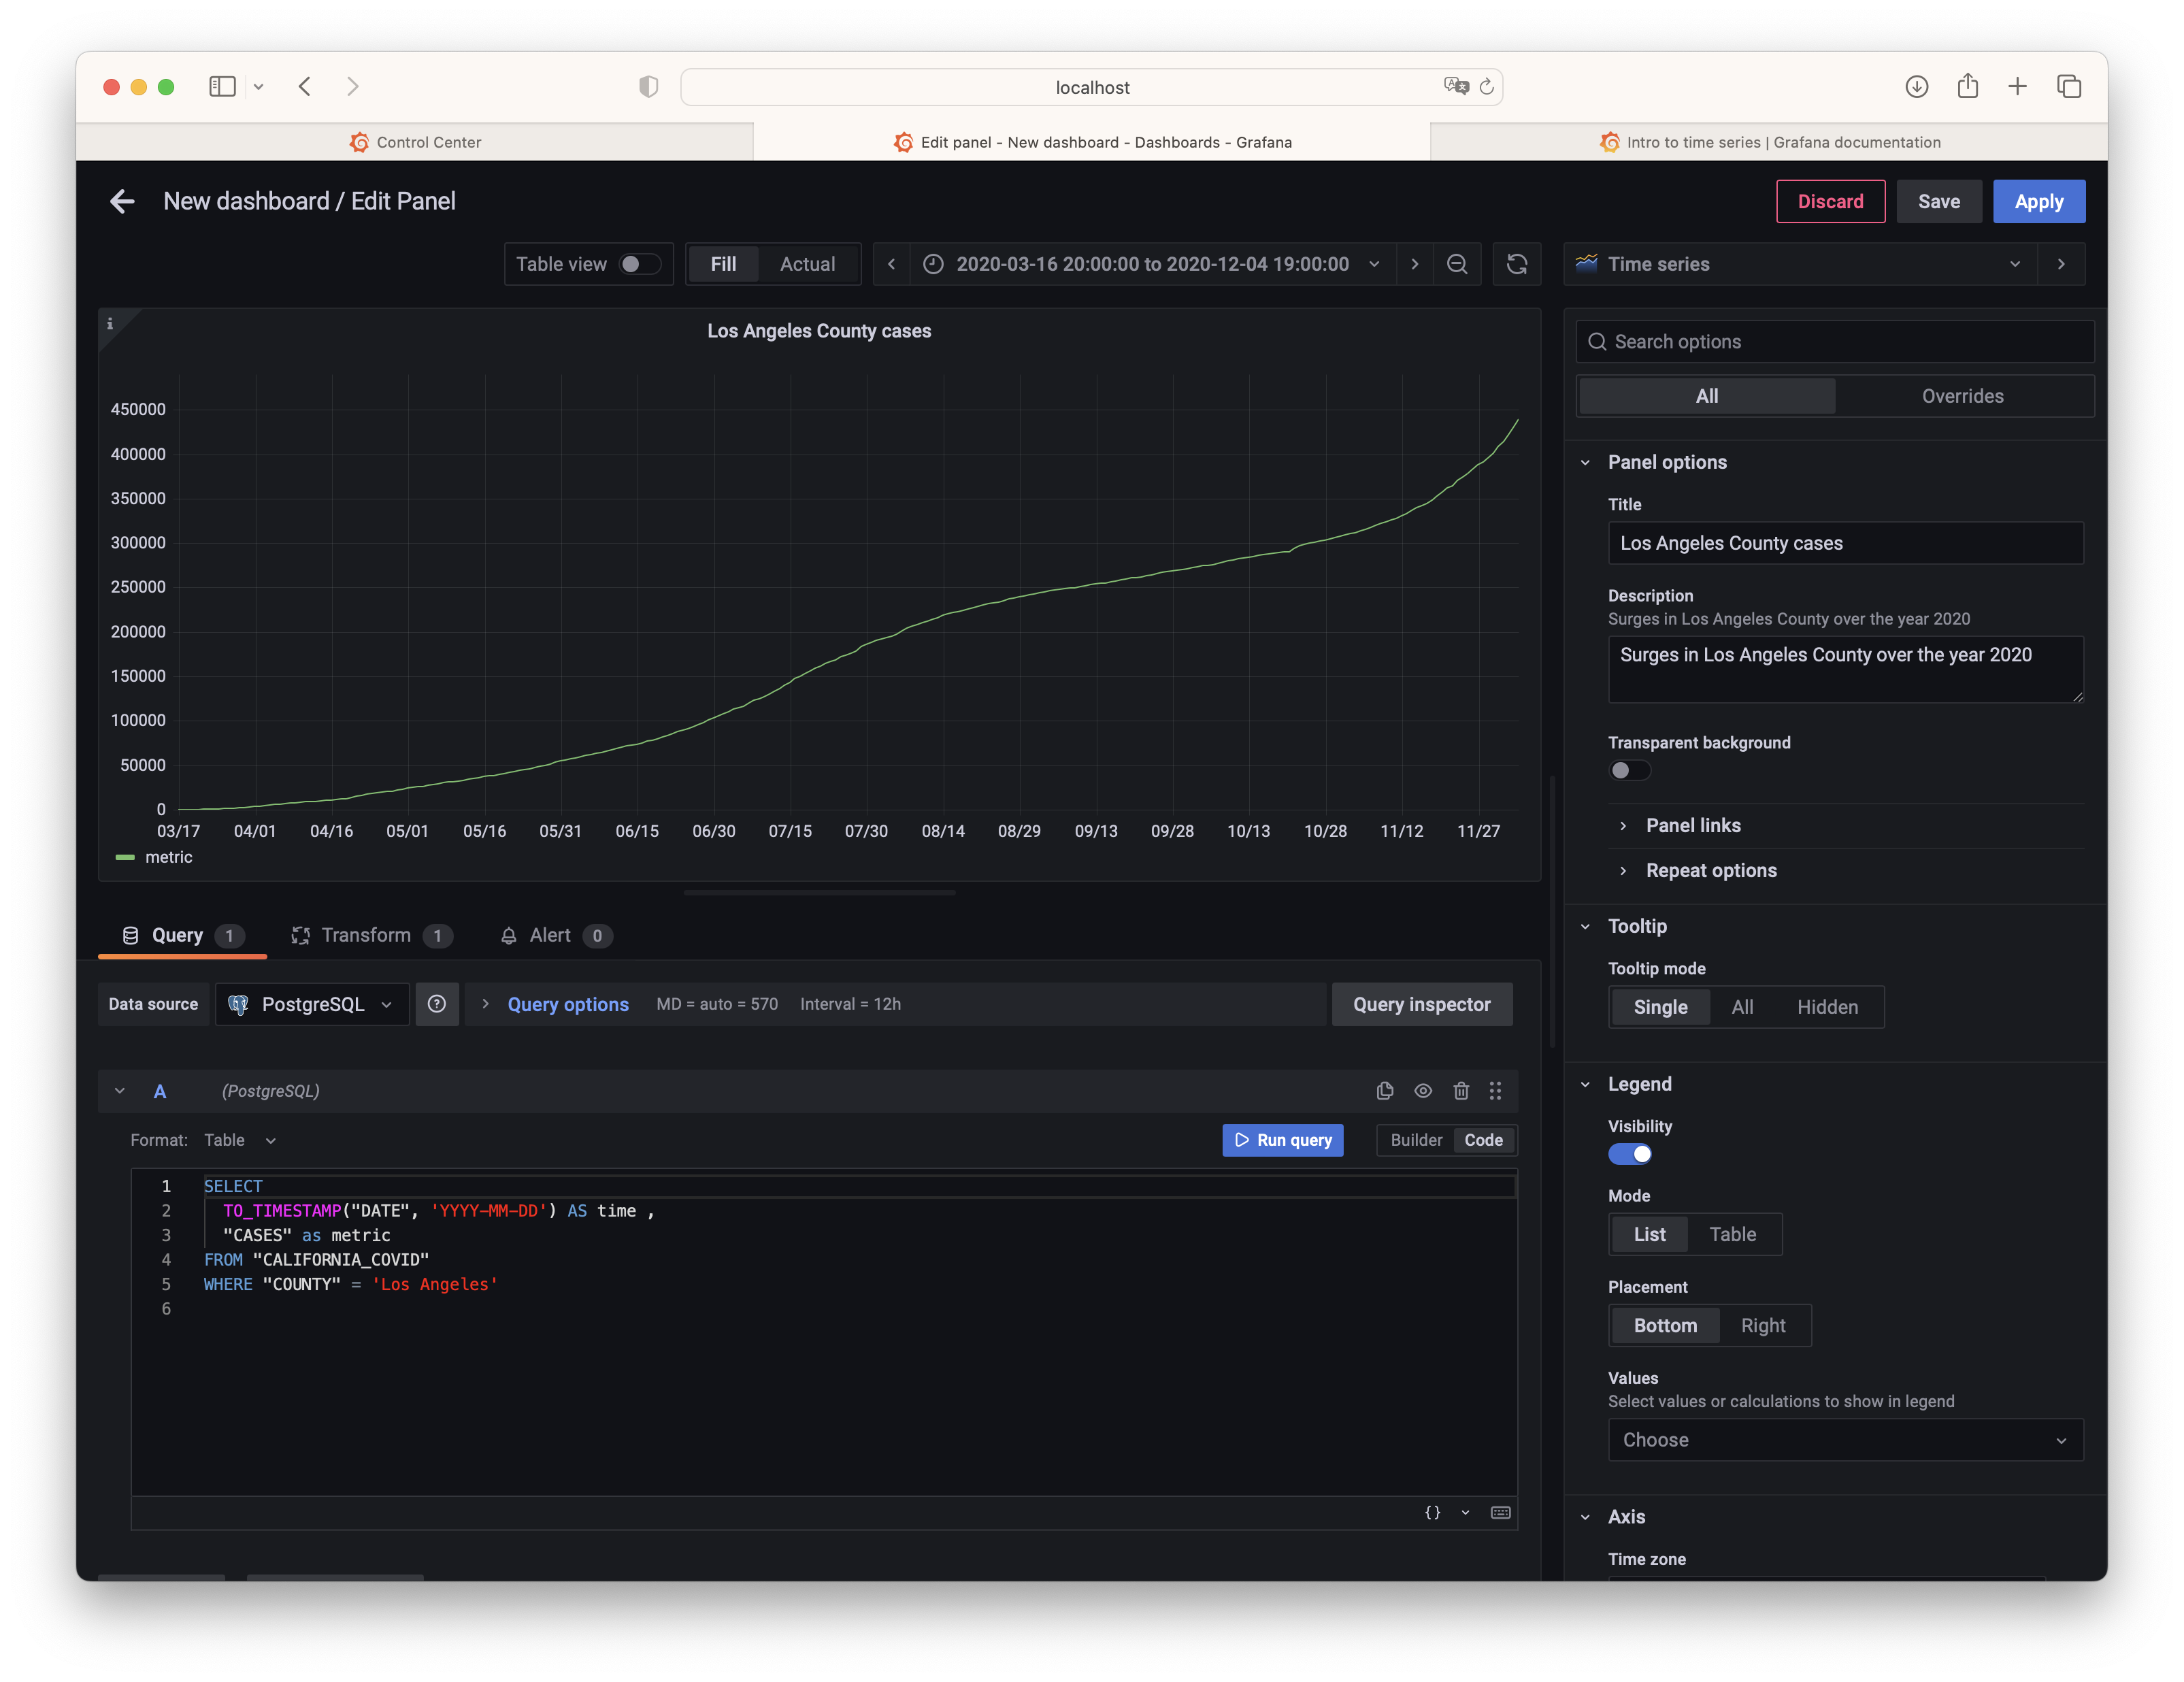 localhost
Control Center
Edit panel - New dashboard - Dashboards - Grafana
Intro to time series | Grafana documentation
New dashboard / Edit Panel
Discard
Save
Apply
Table view
Fill
Actual
2020-03-16 20:00:00 to 2020-12-04 19:00:00
Time series
Los Angeles County cases
450000
400000
350000
300000
250000
200000
150000
100000
50000
0
03/17 04/01 04/16 05/01 05/16 05/31 06/15 06/30 07/15 07/30 08/14 08/29 09/13 09/28 10/13 10/28 11/12 11/27
metric
Search options
All
Overrides
Panel options
Title
Los Angeles County cases
Description
Surges in Los Angeles County over the year 2020
Surges in Los Angeles County over the year 2020
Transparent background
Panel links
Repeat options
Tooltip
Tooltip mode
Single All Hidden
Legend
Visibility
Mode
List Table
Placement
Bottom Right
Values
Select values or calculations to show in legend
Choose
Axis
Time zone
Query 1
Transform 1
Alert 0
Data source
PostgreSQL
Query options
MD = auto = 570
Interval = 12h
Query inspector
A
(PostgreSQL)
Format: Table
Run query
Builder Code
1 SELECT
2 TO_TIMESTAMP("DATE", 'YYYY-MM-DD') AS time ,
3 "CASES" as metric
4 FROM "CALIFORNIA_COVID"
5 WHERE "COUNTY" = 'Los Angeles'
6
{}